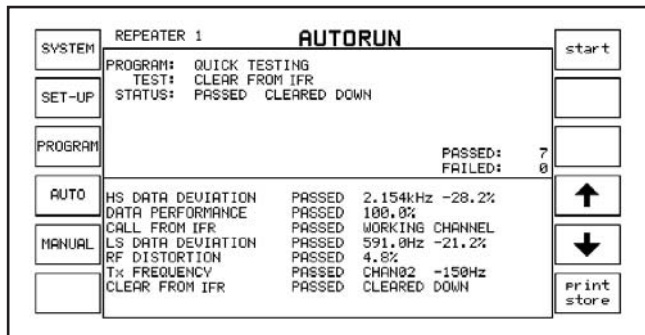 SYSTEM
SET-UP
PROGRAM
AUTO
MANUAL
REPEATER 1 AUTORUN
PROGRAM: QUICK TESTING
TEST: CLEAR FROM IFR
STATUS: PASSED CLEARED DOWN
PASSED: 7
FAILED: 0
HS DATA DEVIATION PASSED 2.154kHz -28.2%
DATA PERFORMANCE PASSED 100.0%
CALL FROM IFR PASSED WORKING CHANNEL
LS DATA DEVIATION PASSED 591.0Hz -21.2%
RF DISTORTION PASSED 4.8%
Tx FREQUENCY PASSED CHAN02 -150Hz
CLEAR FROM IFR PASSED CLEARED DOWN
start
print
store